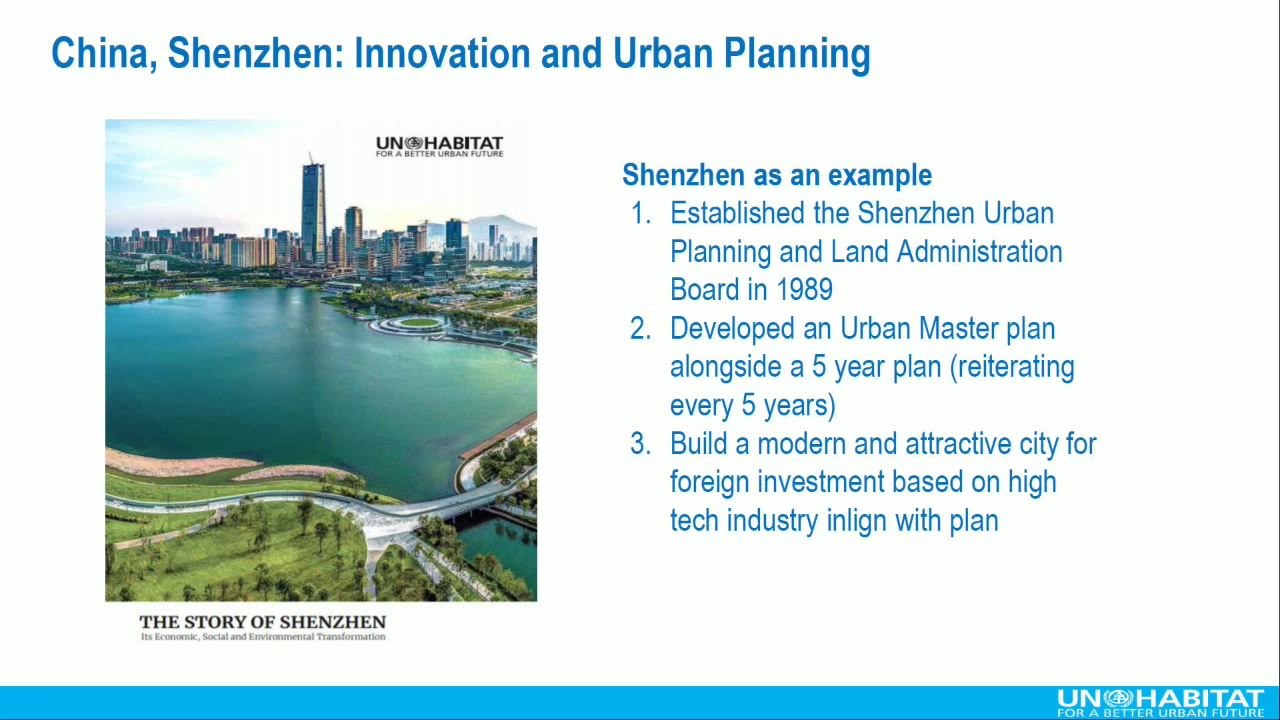 China, Shenzhen: Innovation and Urban Planning
UN HABITAT
FOR A BETTER URBAN FUTURE
THE STORY OF SHENZHEN
Its Economic, Social and Environmental Transformation
Shenzhen as an example
1. Established the Shenzhen Urban
Planning and Land Administration
Board in 1989
2. Developed an Urban Master plan
alongside a 5 year plan (reiterating
every 5 years)
3. Build a modern and attractive city for
foreign investment based on high
tech industry inlign with plan
UN HABITAT
FOR A BETTER URBAN FUTURE